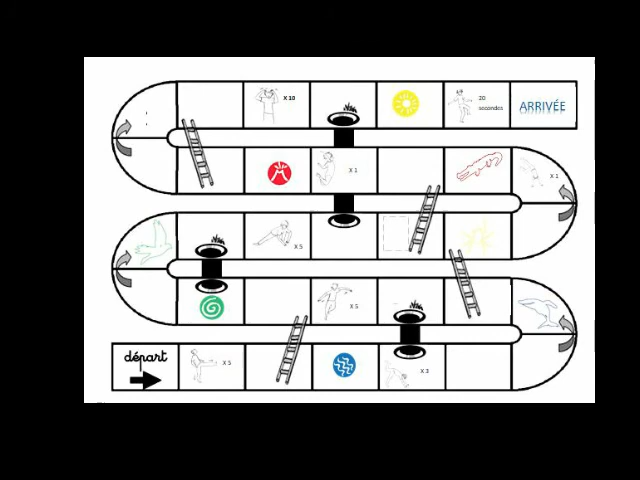 X 10
20
secondes
ARRIVÉE
X 1
X 1
X 5
X 5
départ
X 5
X 3